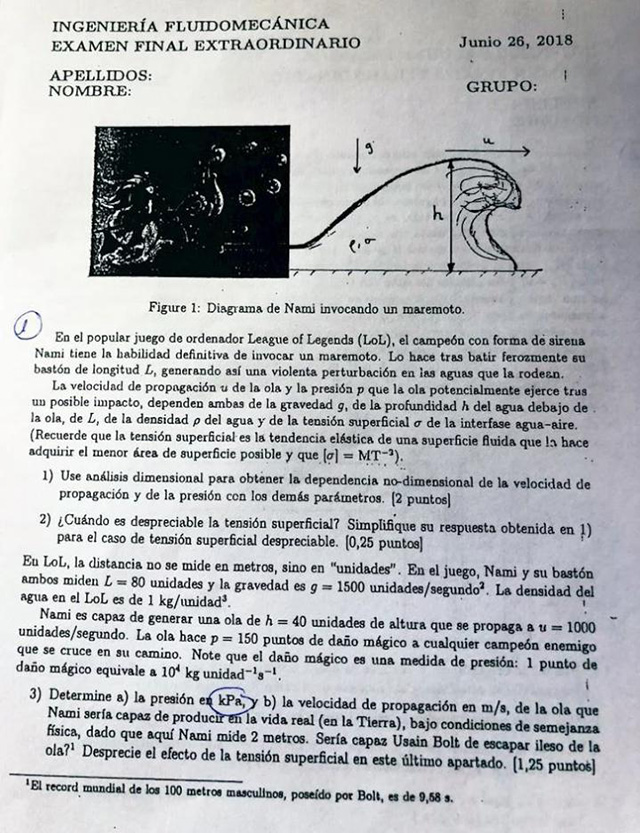 INGENIERÍA FLUIDOMECÁNICA
EXAMEN FINAL EXTRAORDINARIO Junio 26, 2018
APELLIDOS:
NOMBRE: GRUPO:
g u
h
ρ, σ
Figure 1: Diagrama de Nami invocando un maremoto.
1
En el popular juego de ordenador League of Legends (LoL), el campeón con forma de sirena
Nami tiene la habilidad definitiva de invocar un maremoto. Lo hace tras batir ferozmente su
bastón de longitud L, generando así una violenta perturbación en las aguas que la rodean.
La velocidad de propagación u de la ola y la presión p que la ola potencialmente ejerce tras
un posible impacto, dependen ambas de la gravedad g, de la profundidad h del agua debajo de
la ola, de L, de la densidad ρ del agua y de la tensión superficial σ de la interfase agua-aire.
(Recuerde que la tensión superficial es la tendencia elástica de una superficie fluida que la hace
adquirir el menor área de superficie posible y que [σ] = MT⁻²).
1) Use análisis dimensional para obtener la dependencia no-dimensional de la velocidad de
propagación y de la presión con los demás parámetros. [2 puntos]
2) ¿Cuándo es despreciable la tensión superficial? Simplifique su respuesta obtenida en 1)
para el caso de tensión superficial despreciable. [0,25 puntos]
En LoL, la distancia no se mide en metros, sino en "unidades". En el juego, Nami y su bastón
ambos miden L = 80 unidades y la gravedad es g = 1500 unidades/segundo². La densidad del
agua en el LoL es de 1 kg/unidad³.
Nami es capaz de generar una ola de h = 40 unidades de altura que se propaga a u = 1000
unidades/segundo. La ola hace p = 150 puntos de daño mágico a cualquier campeón enemigo
que se cruce en su camino. Note que el daño mágico es una medida de presión: 1 punto de
daño mágico equivale a 10⁴ kg unidad⁻¹s⁻¹.
3) Determine a) la presión en kPa, y b) la velocidad de propagación en m/s, de la ola que
Nami sería capaz de producir en la vida real (en la Tierra), bajo condiciones de semejanza
física, dado que aquí Nami mide 2 metros. Sería capaz Usain Bolt de escapar ileso de la
ola?¹ Desprecie el efecto de la tensión superficial en este último apartado. [1,25 puntos]
¹El record mundial de los 100 metros masculinos, poseído por Bolt, es de 9,58 s.